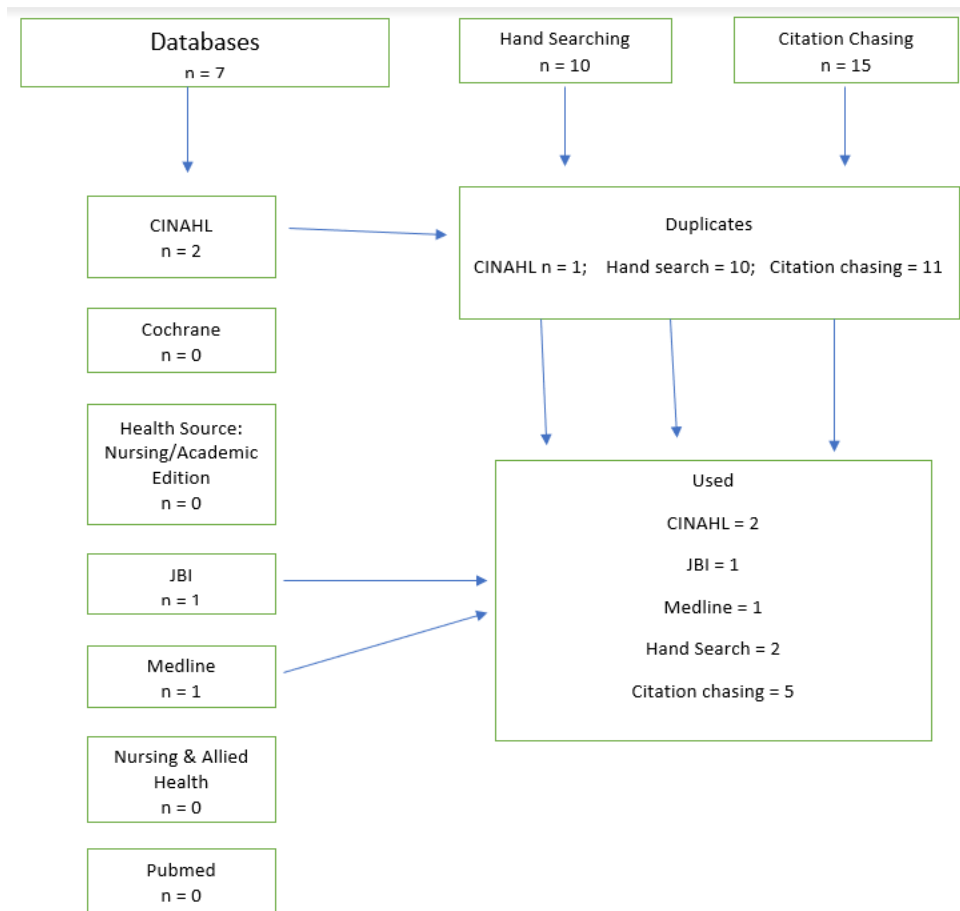 Databases
n = 7
Hand Searching
n = 10
Citation Chasing
n = 15
CINAHL
n = 2
Duplicates
CINAHL n = 1; Hand search = 10; Citation chasing = 11
Cochrane
n = 0
Health Source:
Nursing/Academic
Edition
n = 0
JBI
n = 1
Medline
n = 1
Used
CINAHL = 2
JBI = 1
Medline = 1
Hand Search = 2
Citation chasing = 5
Nursing & Allied
Health
n = 0
Pubmed
n = 0